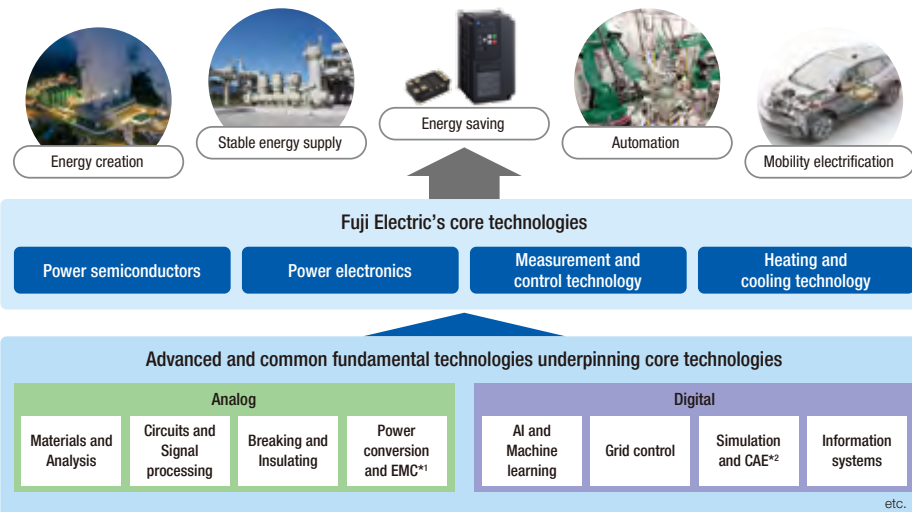 Energy creation
Stable energy supply
Energy saving
Automation
Mobility electrification
Fuji Electric's core technologies
Power semiconductors
Power electronics
Measurement and
control technology
Heating and
cooling technology
Advanced and common fundamental technologies underpinning core technologies
Analog
Materials and
Analysis
Circuits and
Signal
processing
Breaking and
Insulating
Power
conversion
and EMC*1
Digital
AI and
Machine
learning
Grid control
Simulation
and CAE*2
Information
systems
etc.